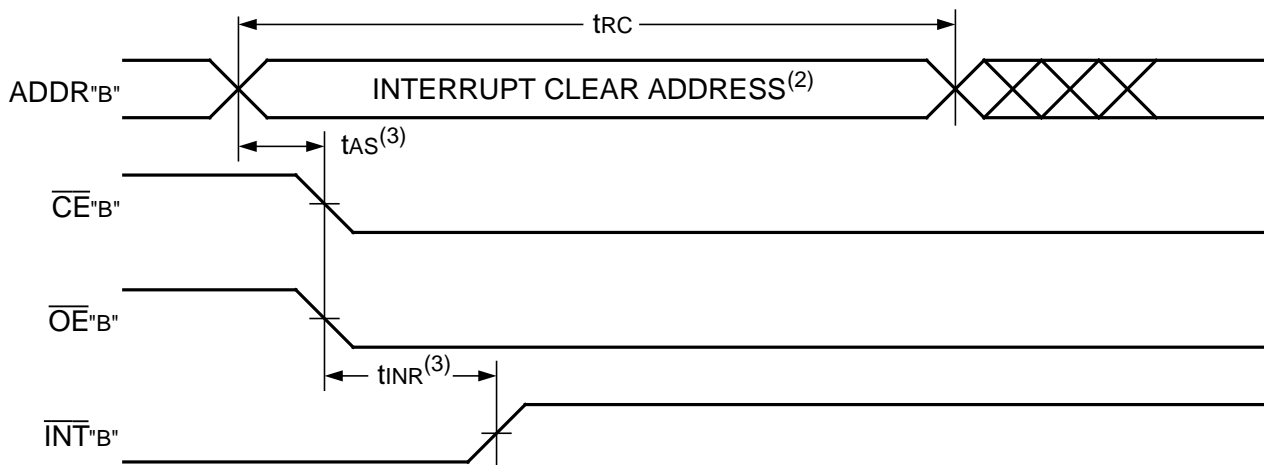 tRC
ADDR"B"
INTERRUPT CLEAR ADDRESS(2)
tAS(3)
CE"B"
OE"B"
tINR(3)
INT"B"